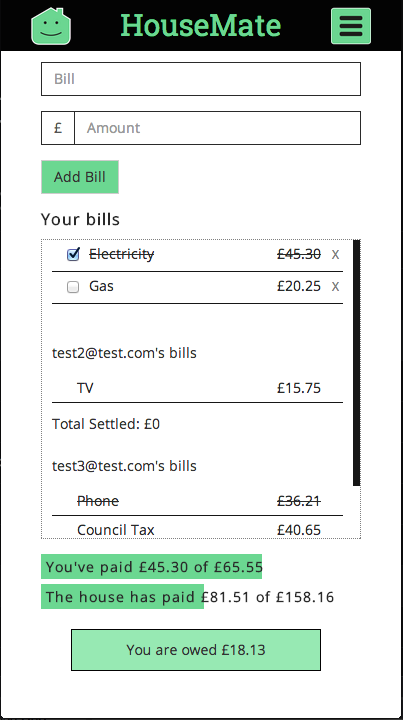 HouseMate
Bill
£ Amount
Add Bill
Your bills
Electricity £45.30 x
Gas £20.25 x
test2@test.com's bills
TV £15.75
Total Settled: £0
test3@test.com's bills
Phone £36.21
Council Tax £40.65
You've paid £45.30 of £65.55
The house has paid £81.51 of £158.16
You are owed £18.13